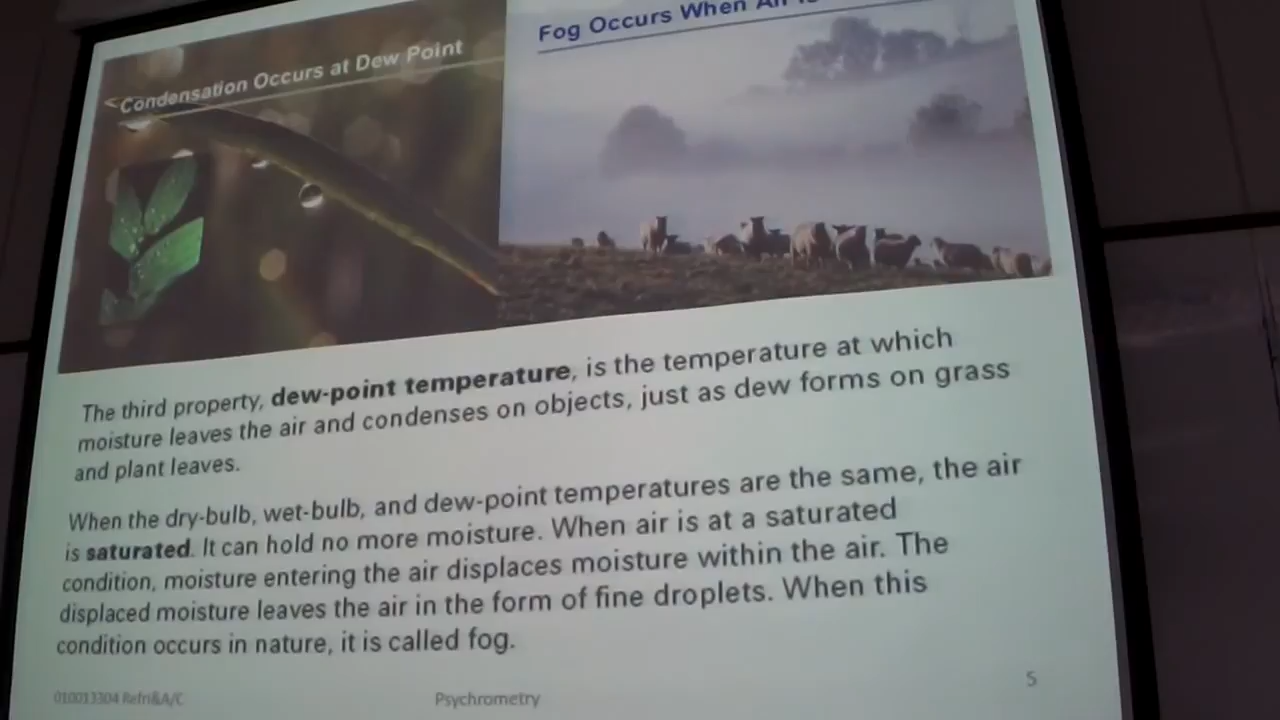 Condensation Occurs at Dew Point
Fog Occurs When Air
The third property, dew-point temperature, is the temperature at which
moisture leaves the air and condenses on objects, just as dew forms on grass
and plant leaves.
When the dry-bulb, wet-bulb, and dew-point temperatures are the same, the air
is saturated. It can hold no more moisture. When air is at a saturated
condition, moisture entering the air displaces moisture within the air. The
displaced moisture leaves the air in the form of fine droplets. When this
condition occurs in nature, it is called fog.
010013304 Refri&A/C
Psychrometry
5